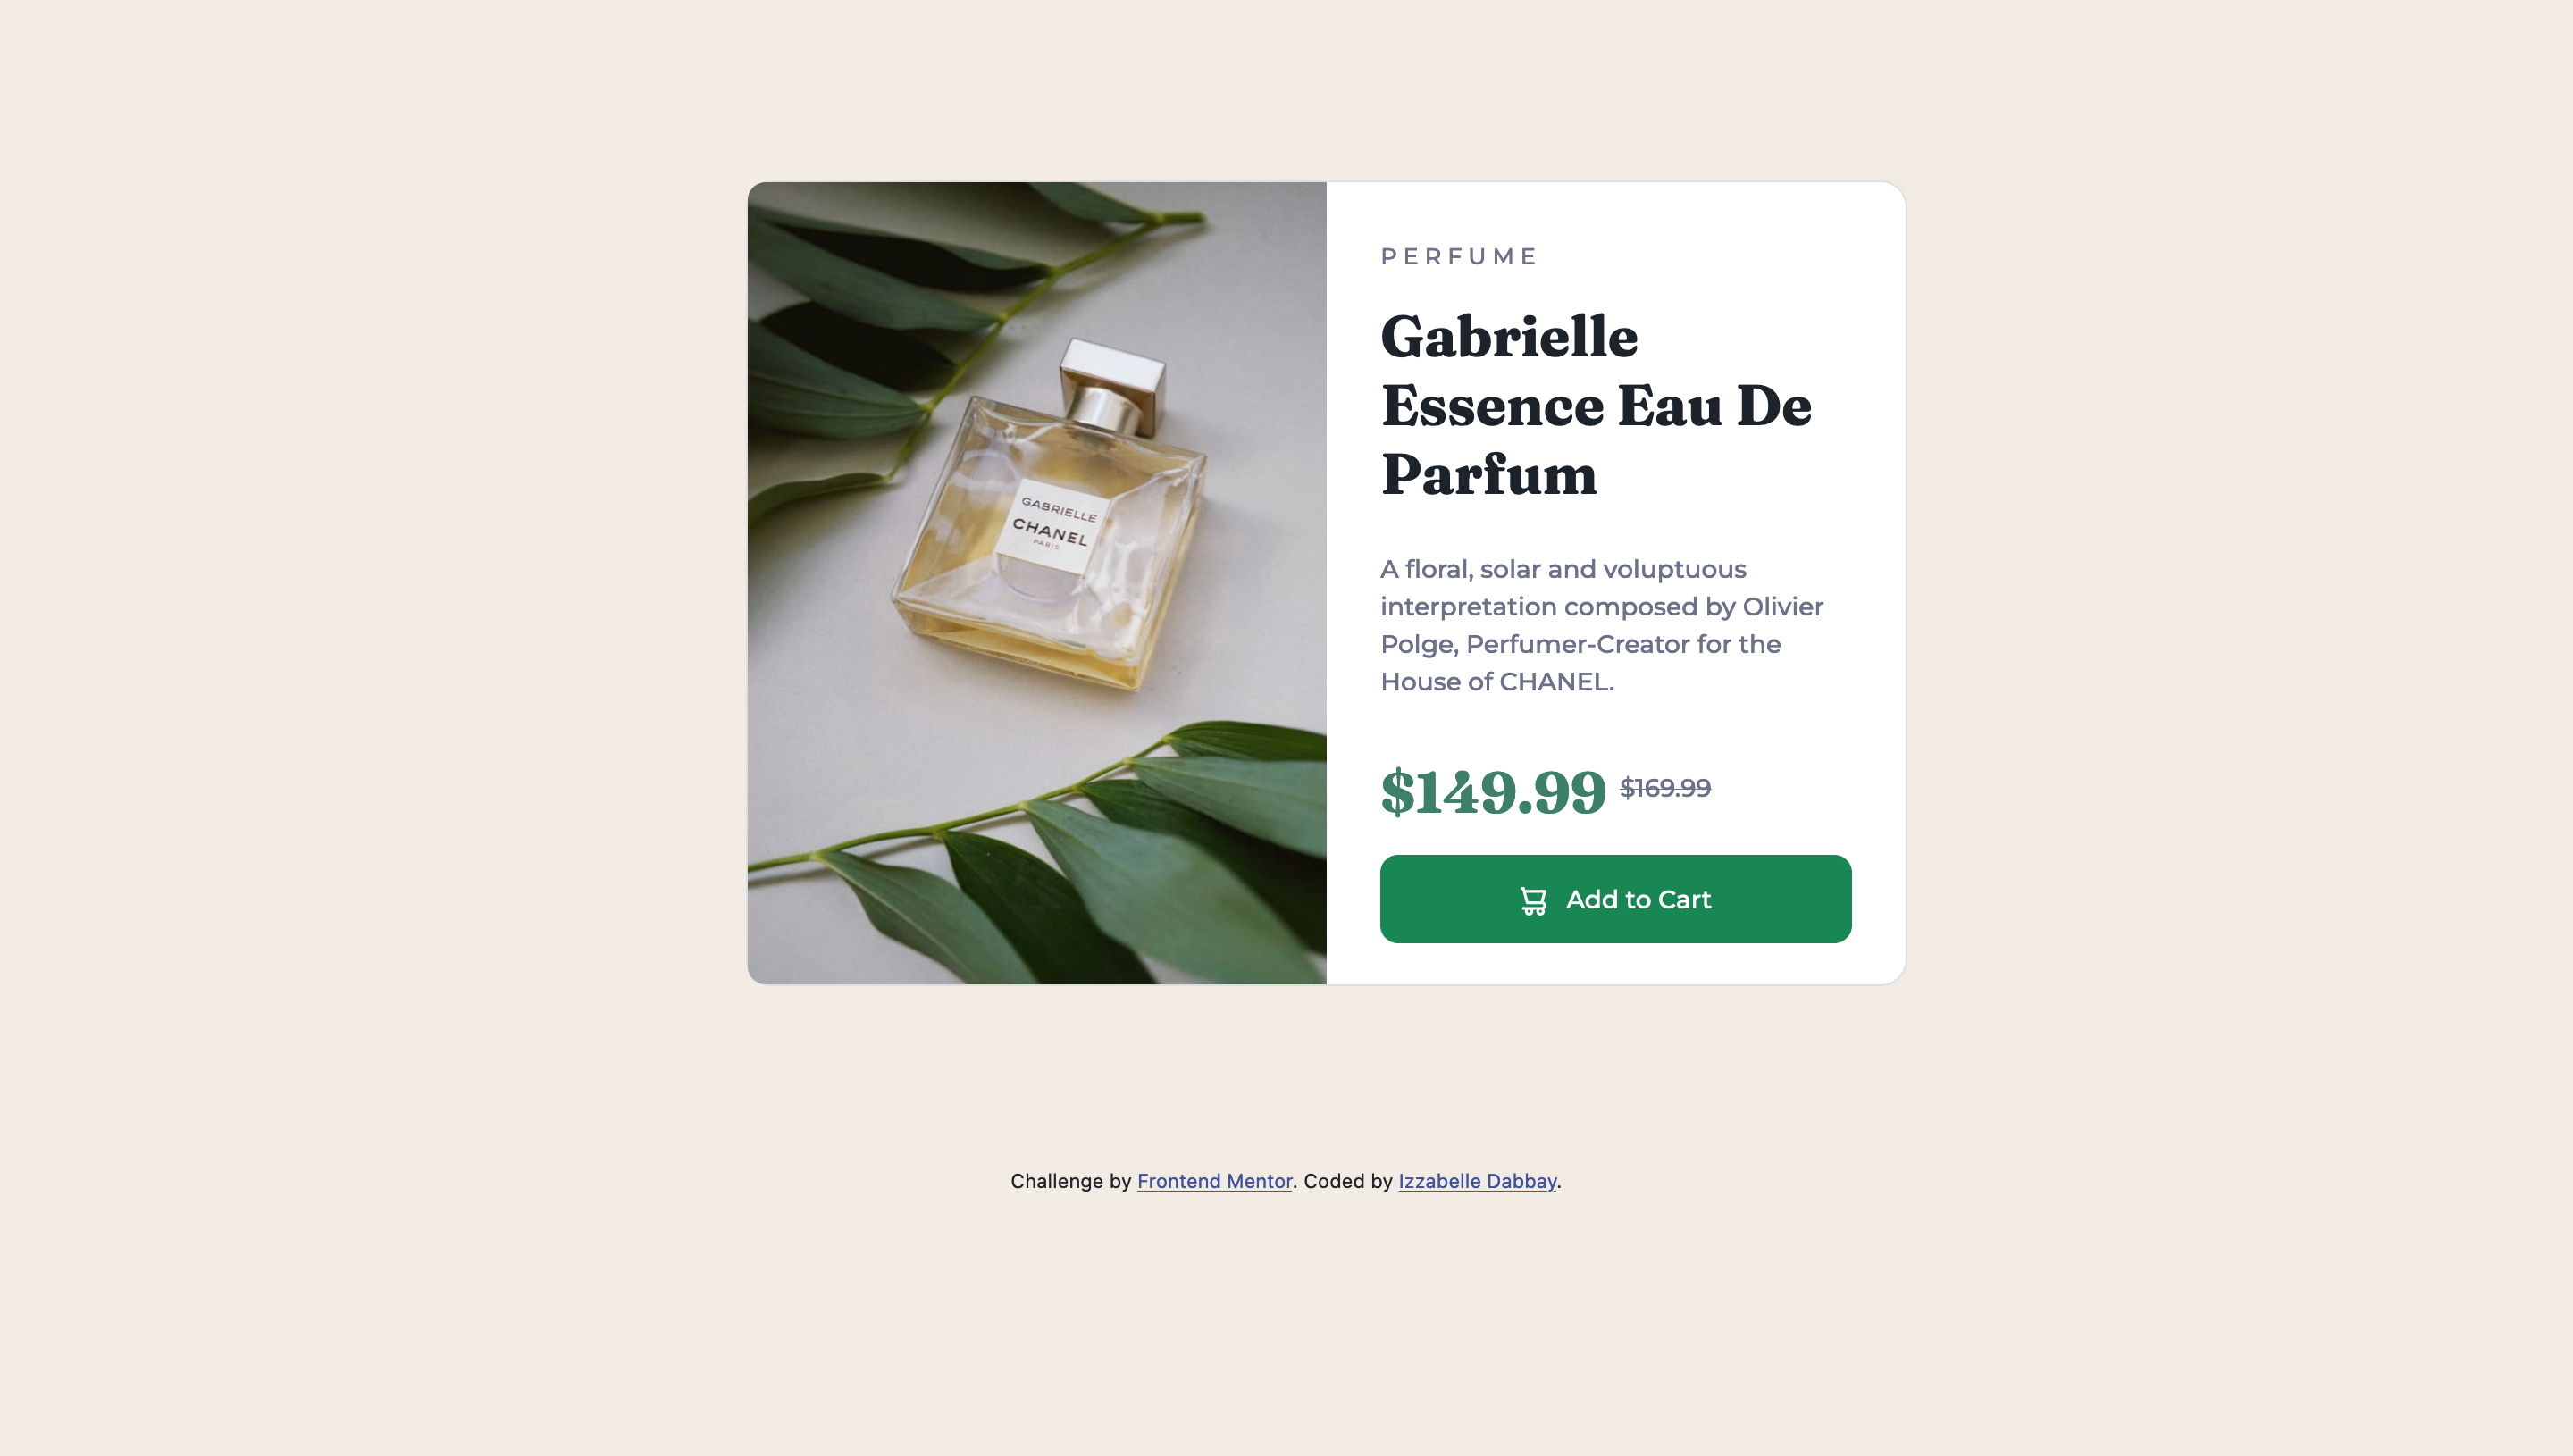 GABRIELLE
CHANEL
PARIS
PERFUME
Gabrielle
Essence Eau De
Parfum
A floral, solar and voluptuous
interpretation composed by Olivier
Polge, Perfumer-Creator for the
House of CHANEL.
$149.99 $169.99
Add to Cart
Challenge by Frontend Mentor. Coded by Izzabelle Dabbay.